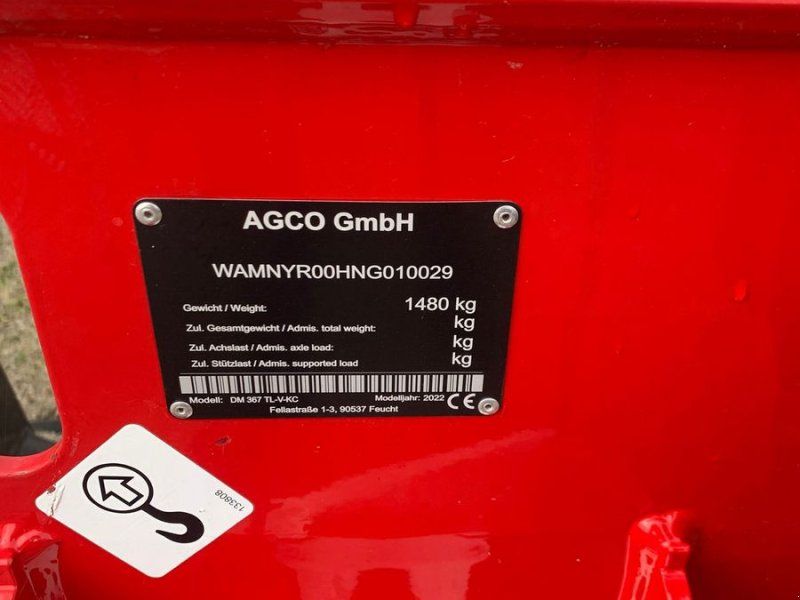 AGCO GmbH
WAMNYR00HNG010029
Gewicht / Weight: 1480 kg
Zul. Gesamtgewicht / Admis. total weight: kg
Zul. Achslast / Admis. axle load: kg
Zul. Stützlast / Admis. supported load kg
Modell: DM 367 TL-V-KC Modelljahr: 2022 CE
Fellastraße 1-3, 90537 Feucht
133808